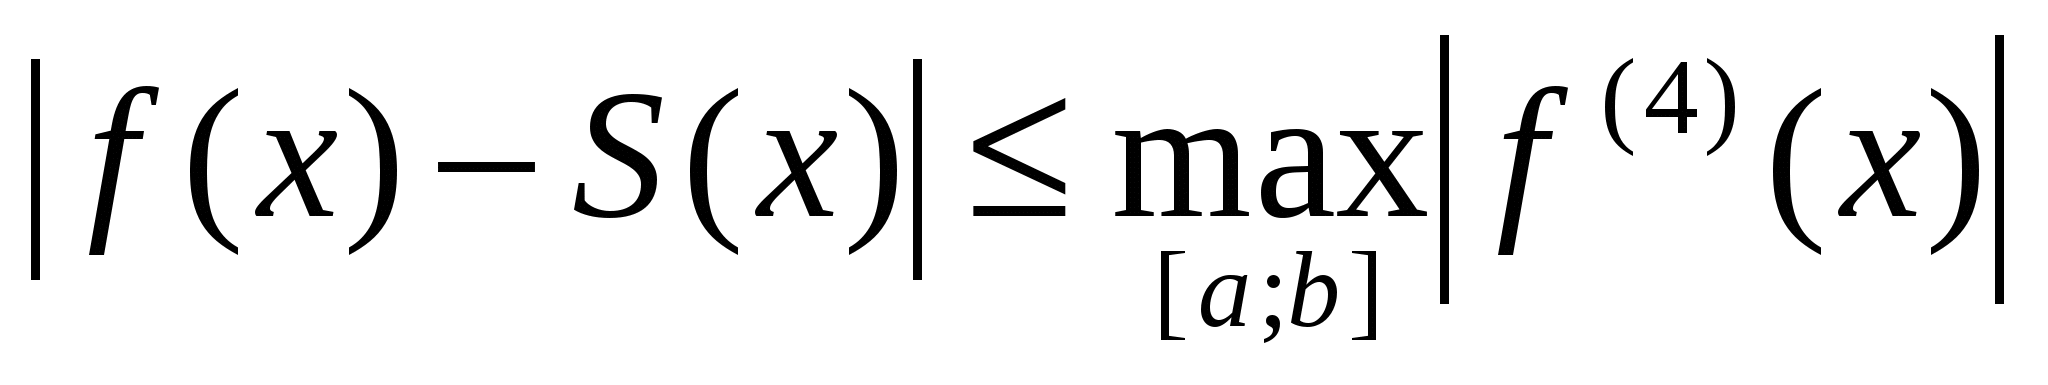 |f(x) − S(x)| ≤ max|f⁽⁴⁾(x)|
[a;b]